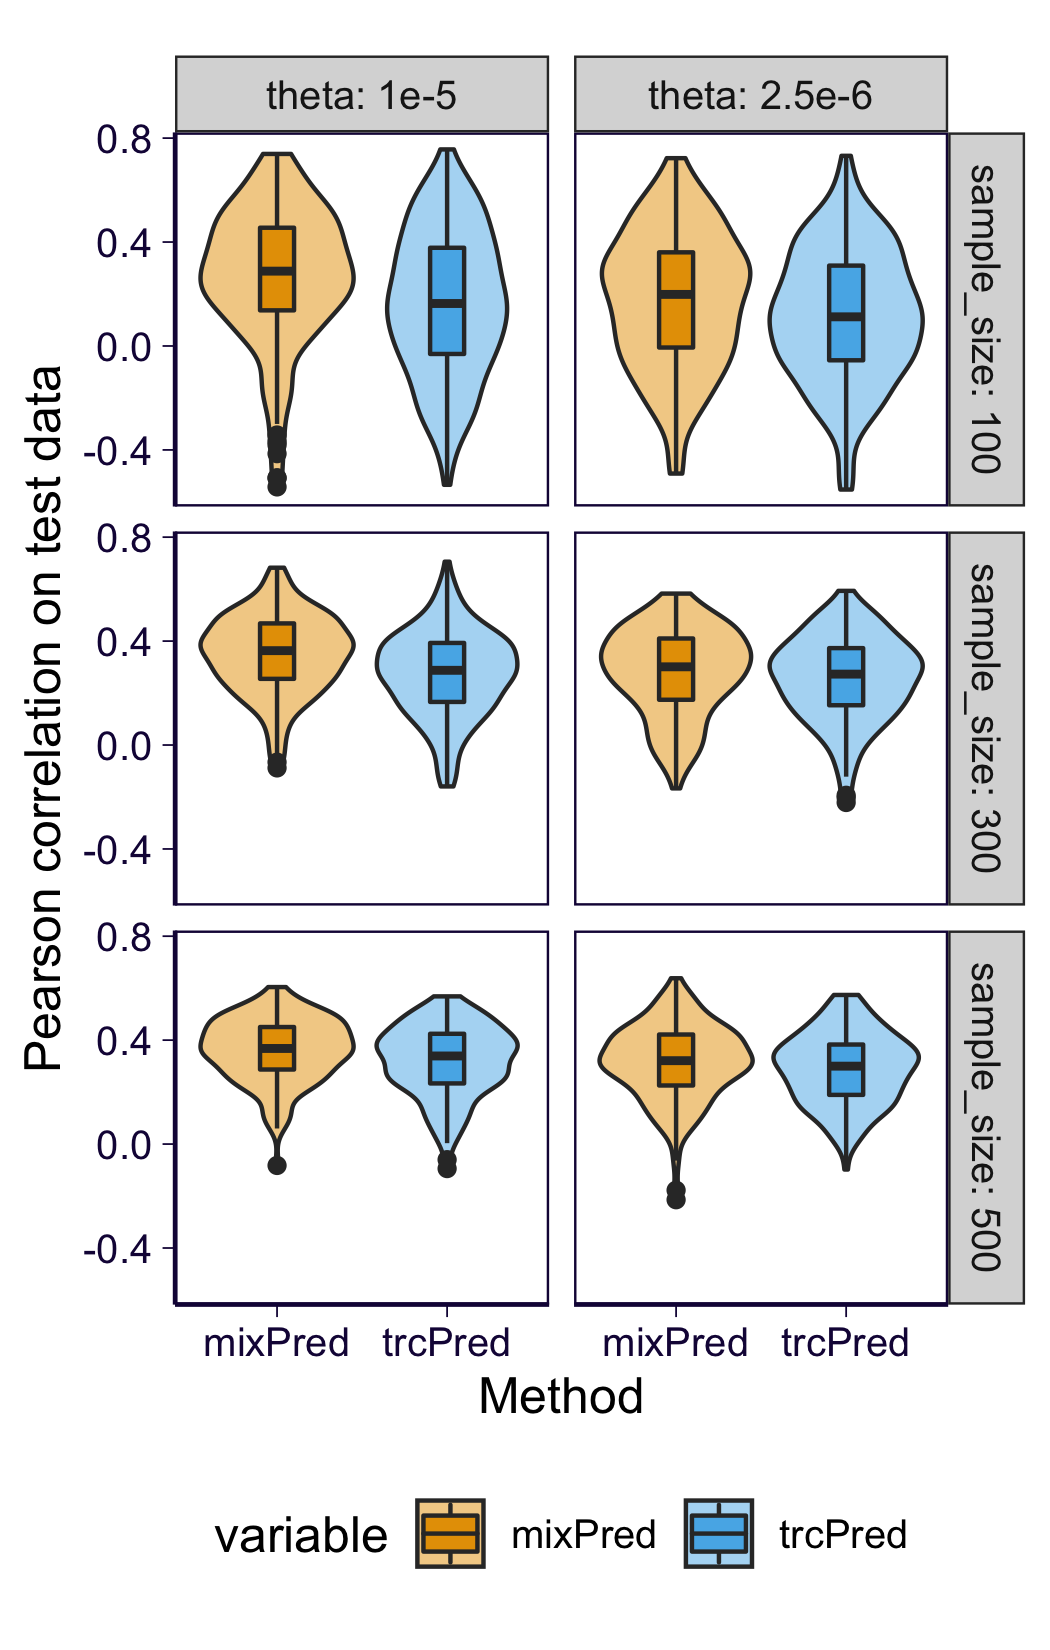 theta: 1e-5
theta: 2.5e-6
0.8
0.4
0.0
-0.4
sample_size: 100
0.8
0.4
0.0
-0.4
sample_size: 300
0.8
0.4
0.0
-0.4
sample_size: 500
Pearson correlation on test data
mixPred
trcPred
mixPred
trcPred
Method
variable
mixPred
trcPred